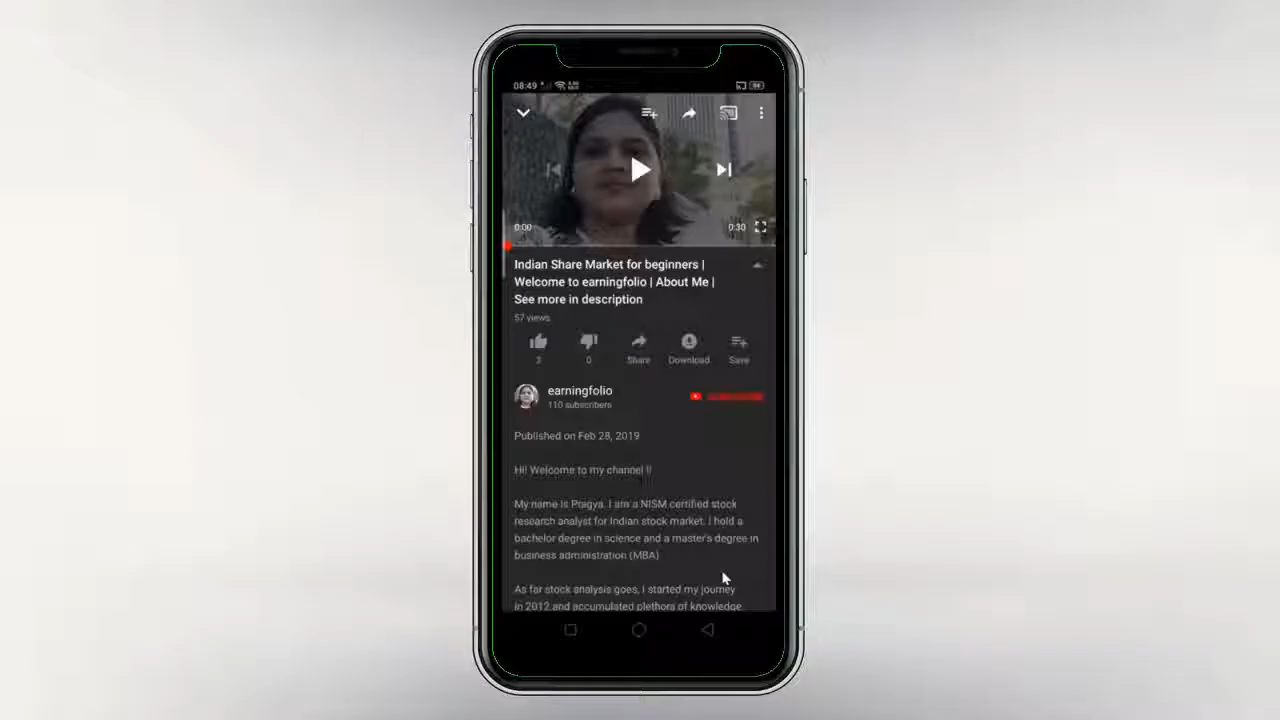 08:49
0:00
0:30
Indian Share Market for beginners |
Welcome to earningfolio | About Me |
See more in description
57 views
3
0
Share
Download
Save
earningfolio
110 subscribers
Published on Feb 28, 2019
Hi! Welcome to my channel !!
My name is Pragya. I am a NISM certified stock
research analyst for Indian stock market. I hold a
bachelor degree in science and a master's degree in
business administration (MBA)
As far stock analysis goes, I started my journey
in 2012 and accumulated plethora of knowledge